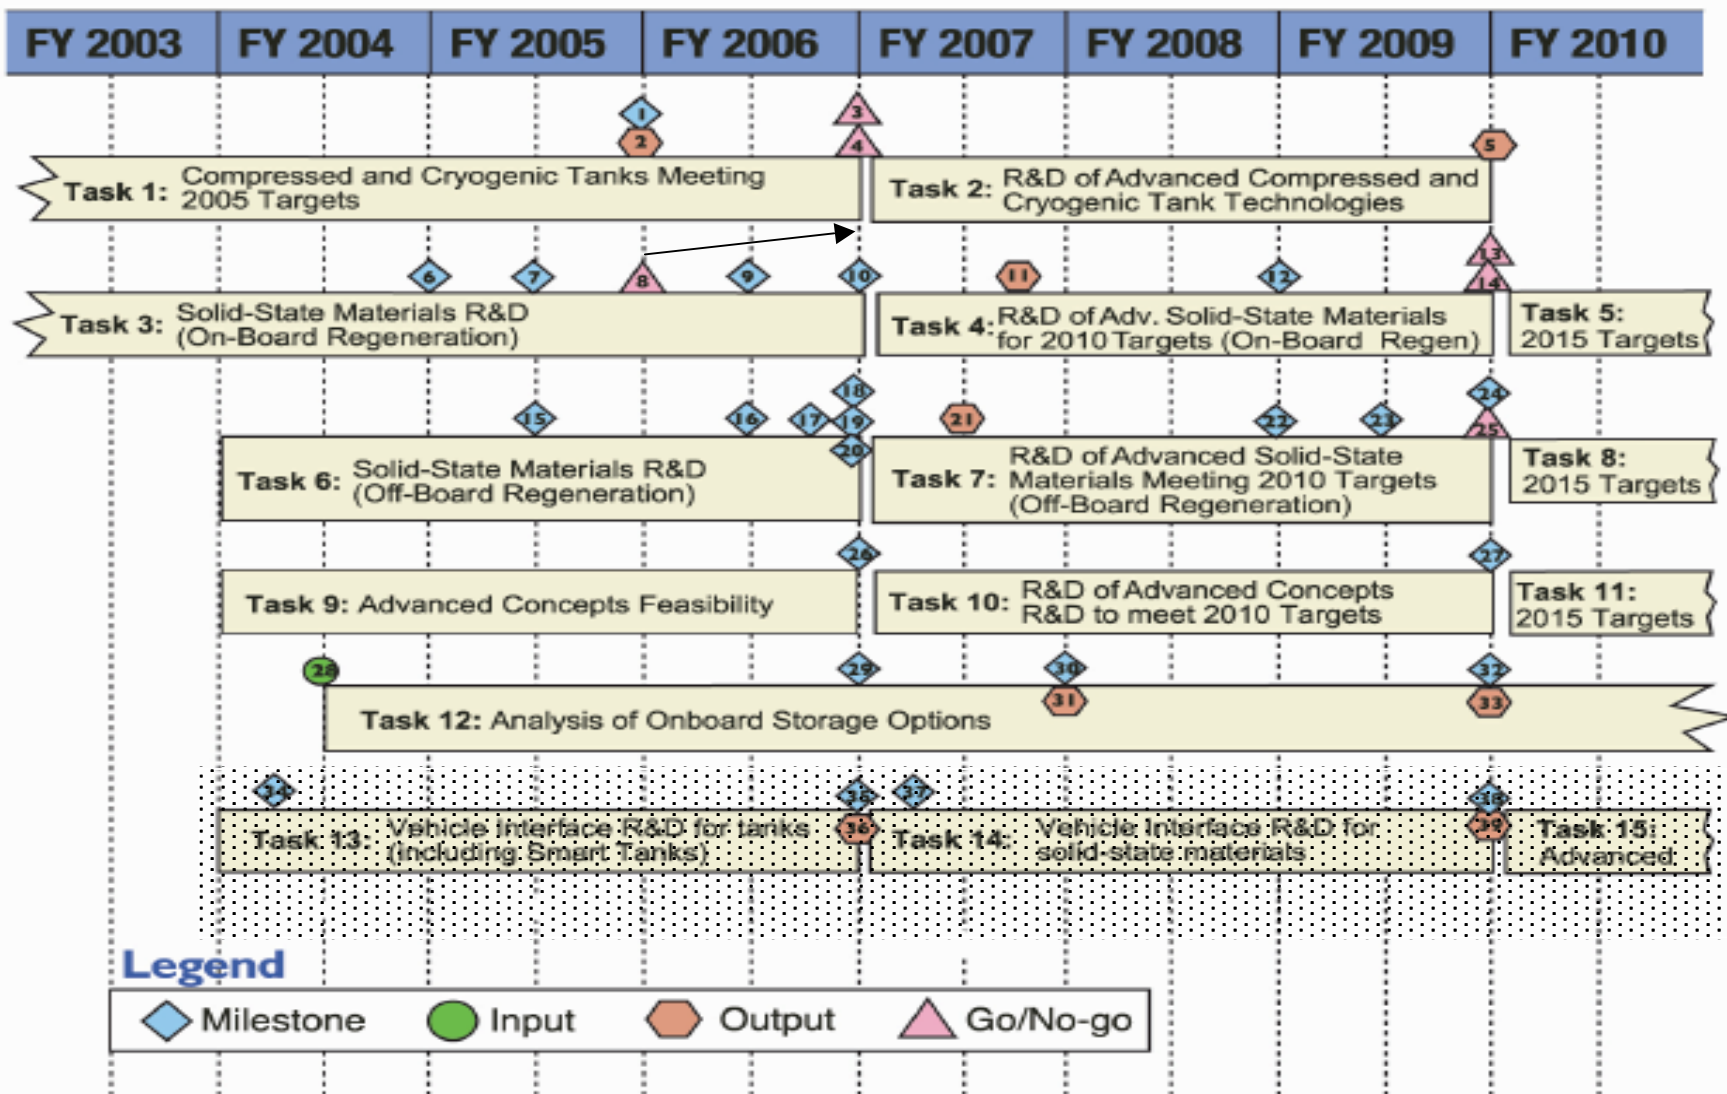 FY 2003 FY 2004 FY 2005 FY 2006 FY 2007 FY 2008 FY 2009 FY 2010
1 3
2 4 5
Task 1: Compressed and Cryogenic Tanks Meeting
2005 Targets
Task 2: R&D of Advanced Compressed and
Cryogenic Tank Technologies
13
6 7 8 9 10 11 12 14
Task 3: Solid-State Materials R&D
(On-Board Regeneration)
Task 4: R&D of Adv. Solid-State Materials
for 2010 Targets (On-Board Regen)
Task 5:
2015 Targets
18 24
15 16 17 19 21 22 23 25
20
Task 6: Solid-State Materials R&D
(Off-Board Regeneration)
Task 7: R&D of Advanced Solid-State
Materials Meeting 2010 Targets
(Off-Board Regeneration)
Task 8:
2015 Targets
26 27
Task 9: Advanced Concepts Feasibility
Task 10: R&D of Advanced Concepts
R&D to meet 2010 Targets
Task 11:
2015 Targets
28 29 30 32
31 33
Task 12: Analysis of Onboard Storage Options
34 35 37 38
36 39
Task 13: Vehicle Interface R&D for tanks
(including Smart Tanks)
Task 14: Vehicle Interface R&D for
solid-state materials
Task 15:
Advanced
Legend
Milestone Input Output Go/No-go